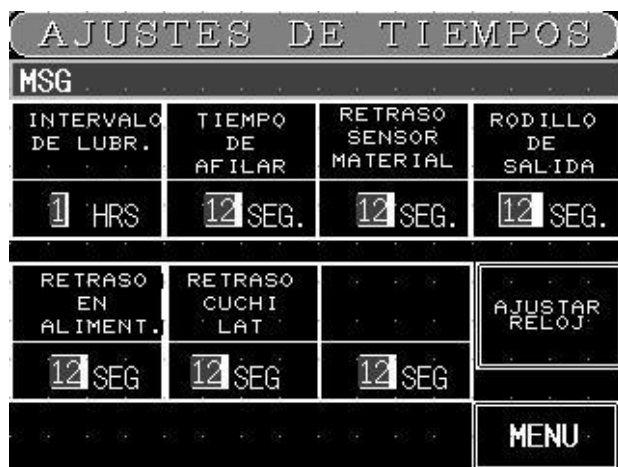 AJUSTES DE TIEMPOS
MSG
INTERVALO
DE LUBR.
1 HRS
TIEMPO
DE
AFILAR
12 SEG.
RETRASO
SENSOR
MATERIAL
12 SEG.
RODILLO
DE
SALIDA
12 SEG.
RETRASO
EN
ALIMENT.
12 SEG
RETRASO
CUCHI
LAT
12 SEG
12 SEG
AJUSTAR
RELOJ
MENU